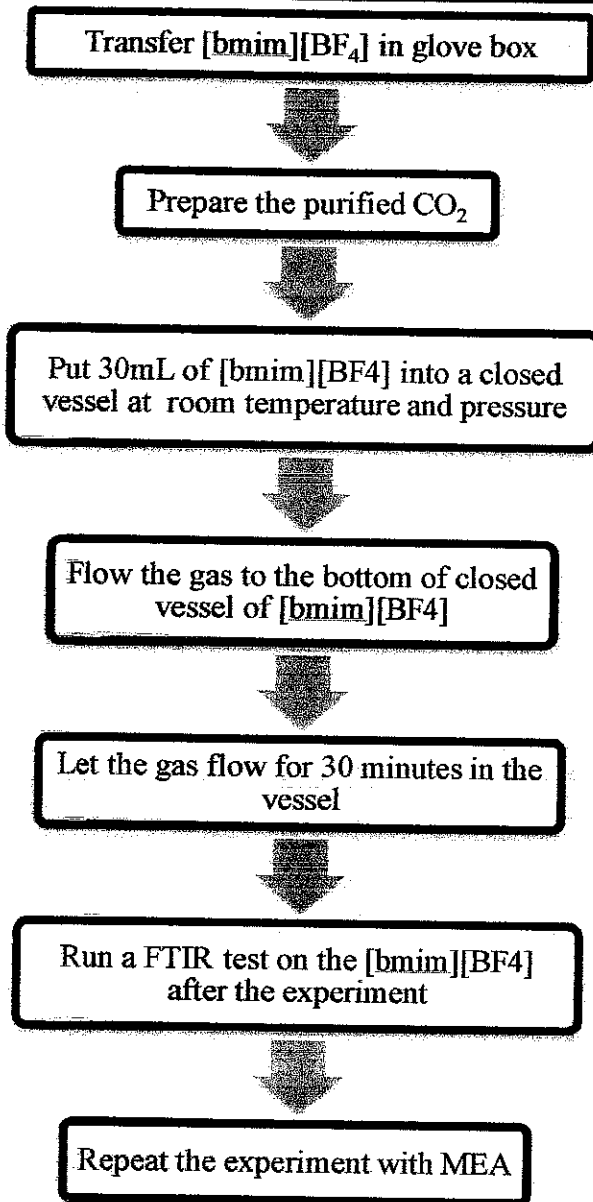 Transfer [bmim][BF₄] in glove box
Prepare the purified CO₂
Put 30mL of [bmim][BF4] into a closed
vessel at room temperature and pressure
Flow the gas to the bottom of closed
vessel of [bmim][BF4]
Let the gas flow for 30 minutes in the
vessel
Run a FTIR test on the [bmim][BF4]
after the experiment
Repeat the experiment with MEA